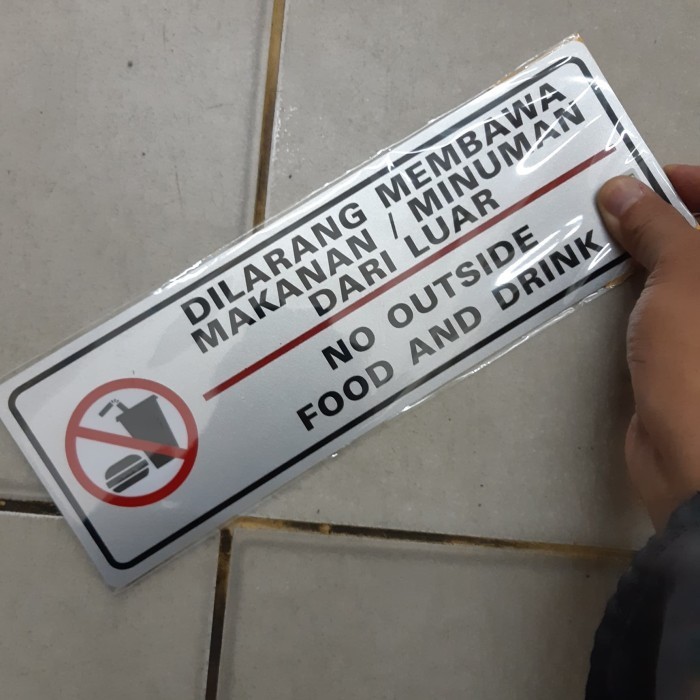 DILARANG MEMBAWA
MAKANAN / MINUMAN
DARI LUAR
NO OUTSIDE
FOOD AND DRINK